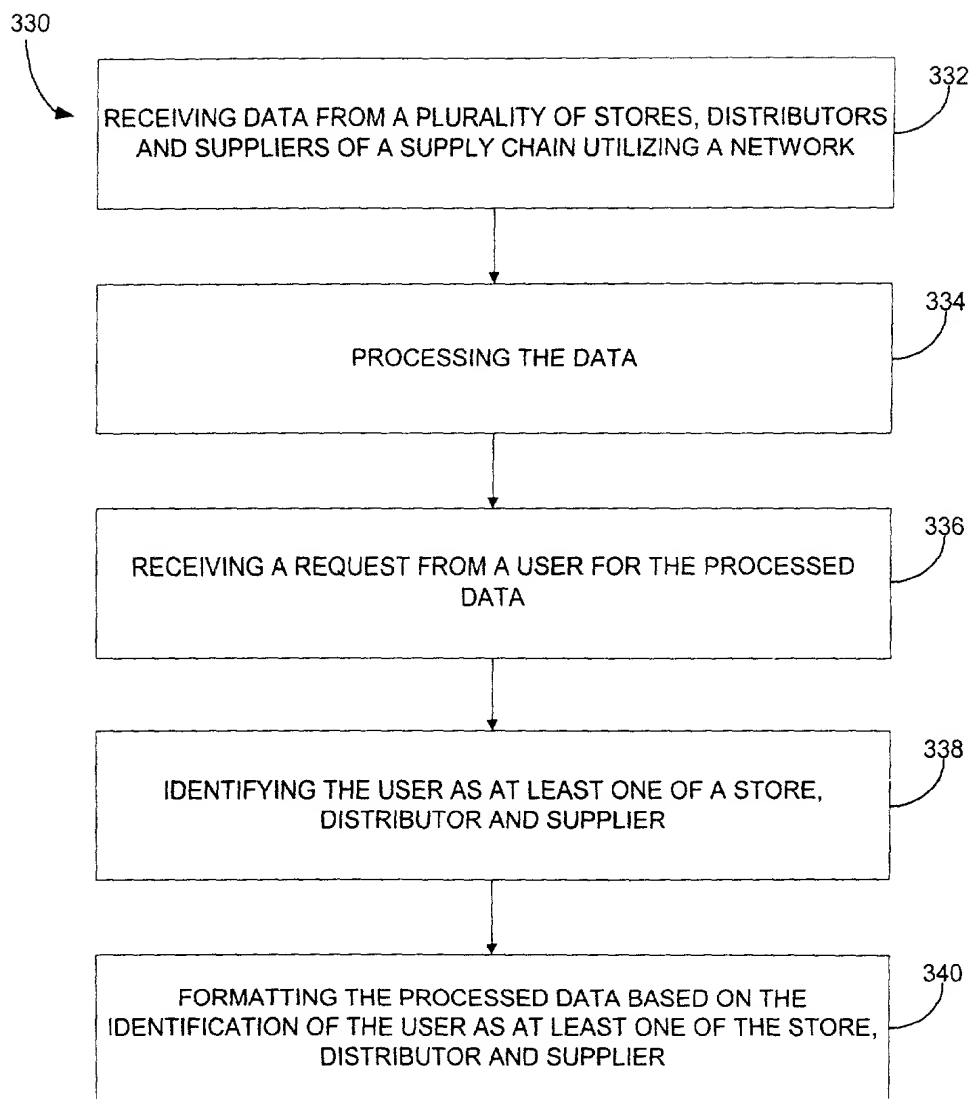 330
332
RECEIVING DATA FROM A PLURALITY OF STORES, DISTRIBUTORS
AND SUPPLIERS OF A SUPPLY CHAIN UTILIZING A NETWORK
334
PROCESSING THE DATA
336
RECEIVING A REQUEST FROM A USER FOR THE PROCESSED
DATA
338
IDENTIFYING THE USER AS AT LEAST ONE OF A STORE,
DISTRIBUTOR AND SUPPLIER
340
FORMATTING THE PROCESSED DATA BASED ON THE
IDENTIFICATION OF THE USER AS AT LEAST ONE OF THE STORE,
DISTRIBUTOR AND SUPPLIER